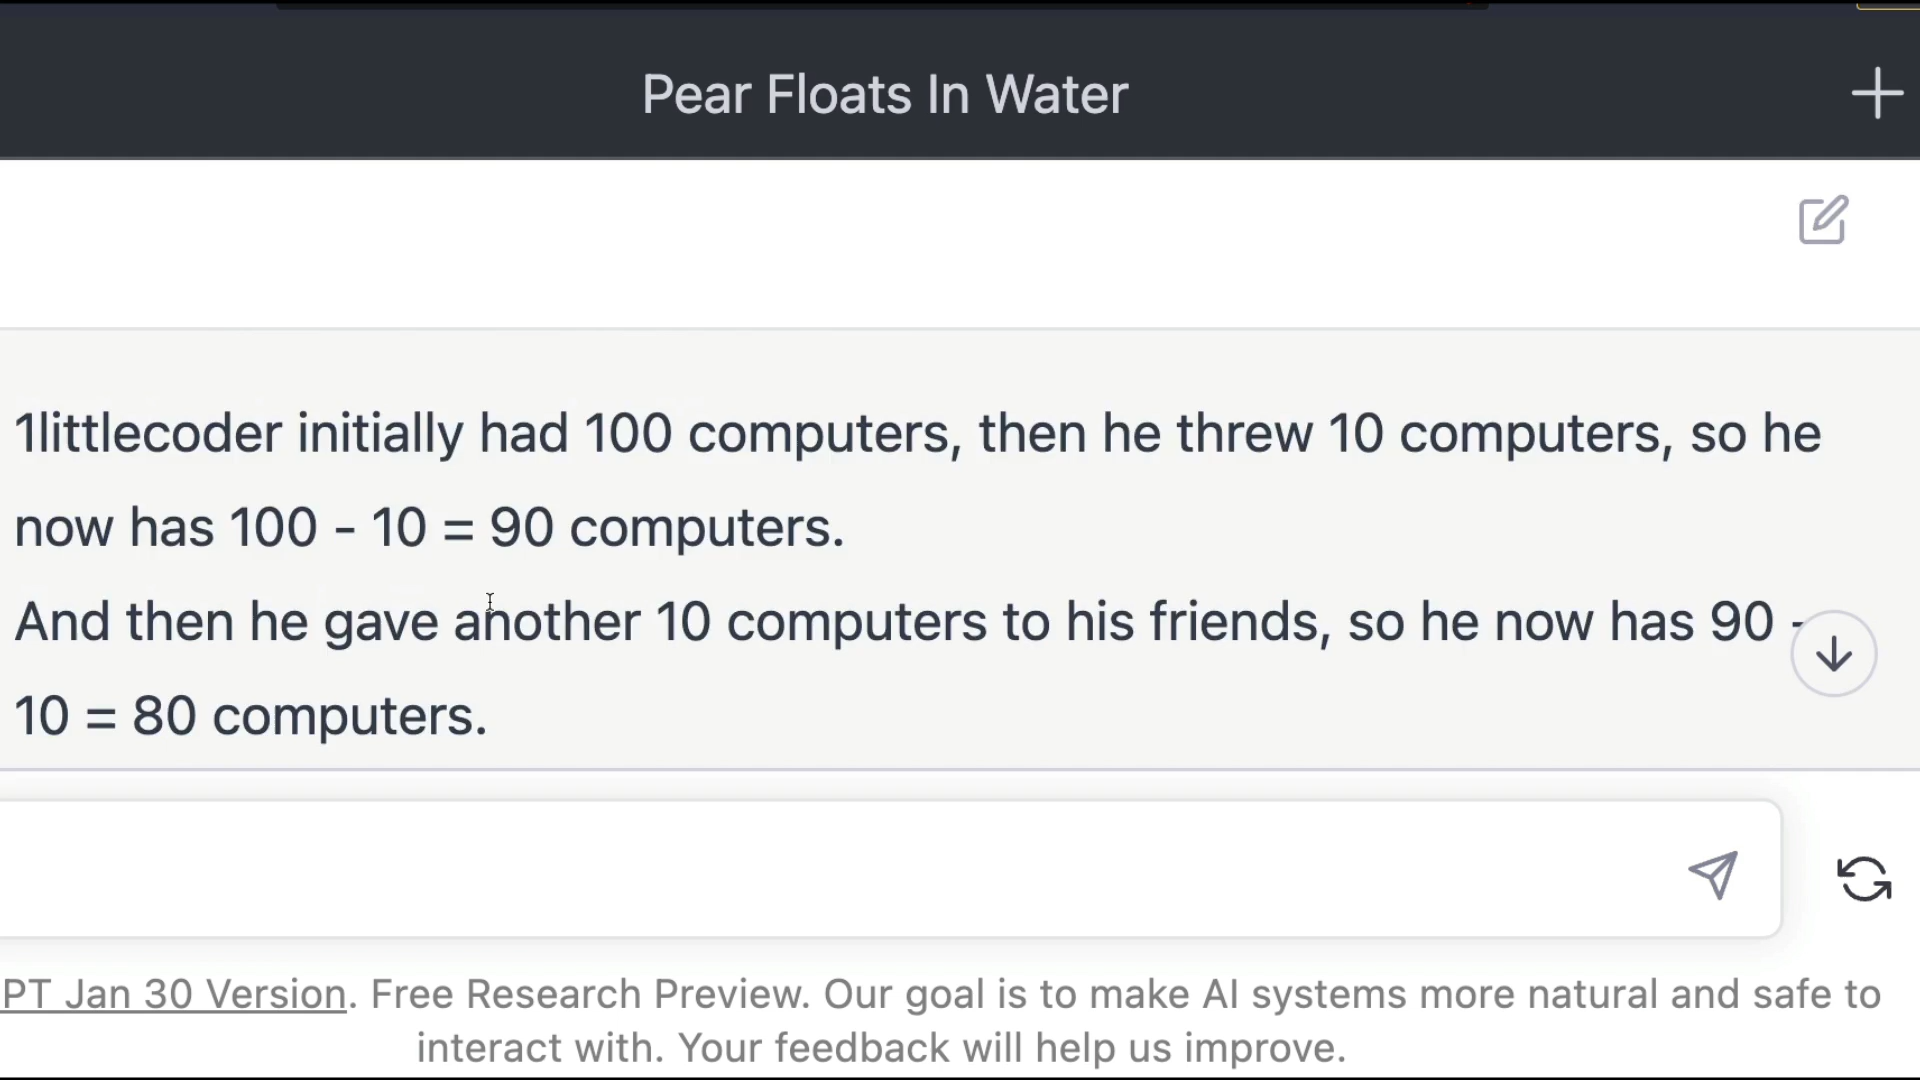 Pear Floats In Water
1littlecoder initially had 100 computers, then he threw 10 computers, so he
now has 100 - 10 = 90 computers.
And then he gave another 10 computers to his friends, so he now has 90 -
10 = 80 computers.
PT Jan 30 Version. Free Research Preview. Our goal is to make AI systems more natural and safe to
interact with. Your feedback will help us improve.